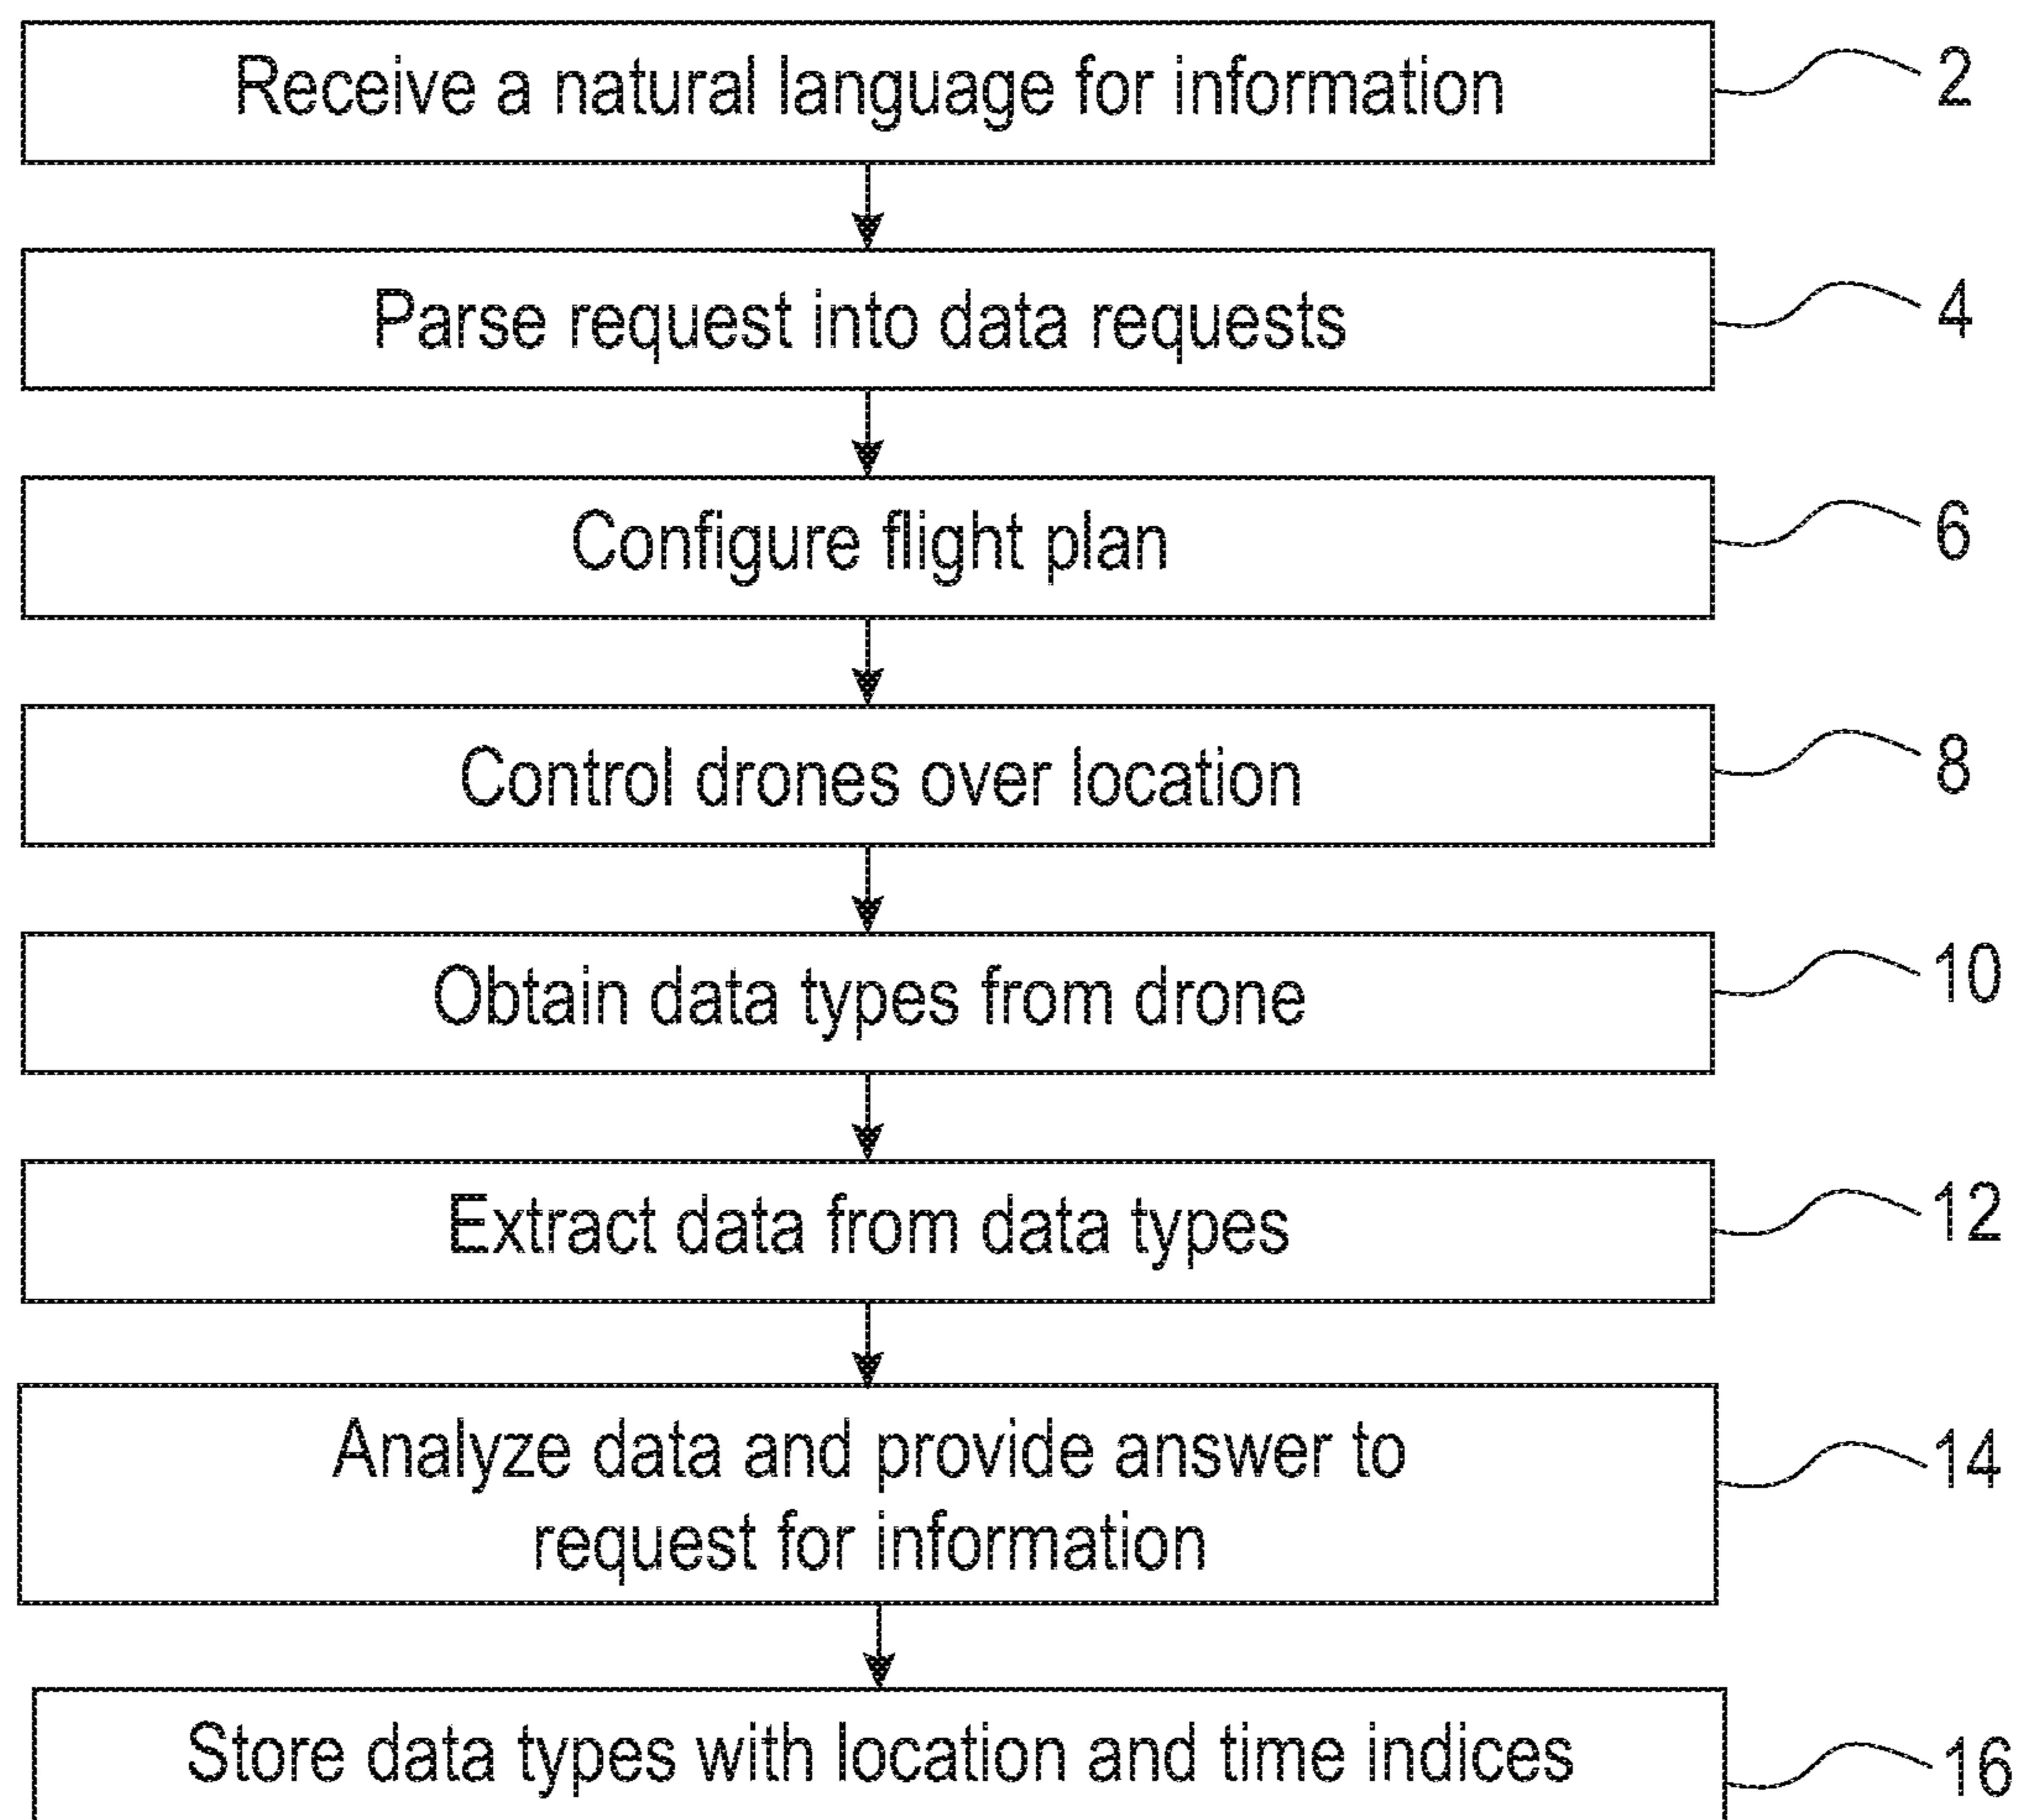 Receive a natural language for information
2
Parse request into data requests
4
Configure flight plan
6
Control drones over location
8
Obtain data types from drone
10
Extract data from data types
12
Analyze data and provide answer to
request for information
14
Store data types with location and time indices
16